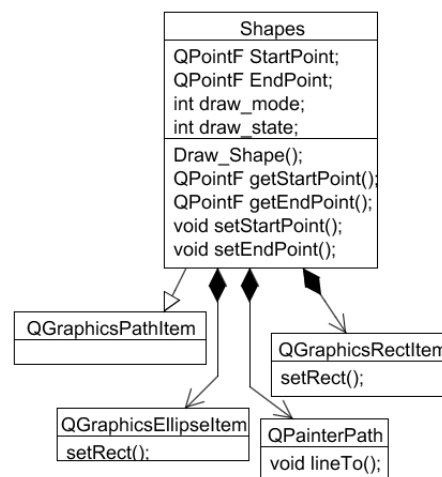 Shapes
QPointF StartPoint;
QPointF EndPoint;
int draw_mode;
int draw_state;
Draw_Shape();
QPointF getStartPoint();
QPointF getEndPoint();
void setStartPoint();
void setEndPoint();
QGraphicsPathItem
QGraphicsRectItem
setRect();
QGraphicsEllipseItem
setRect();
QPainterPath
void lineTo();